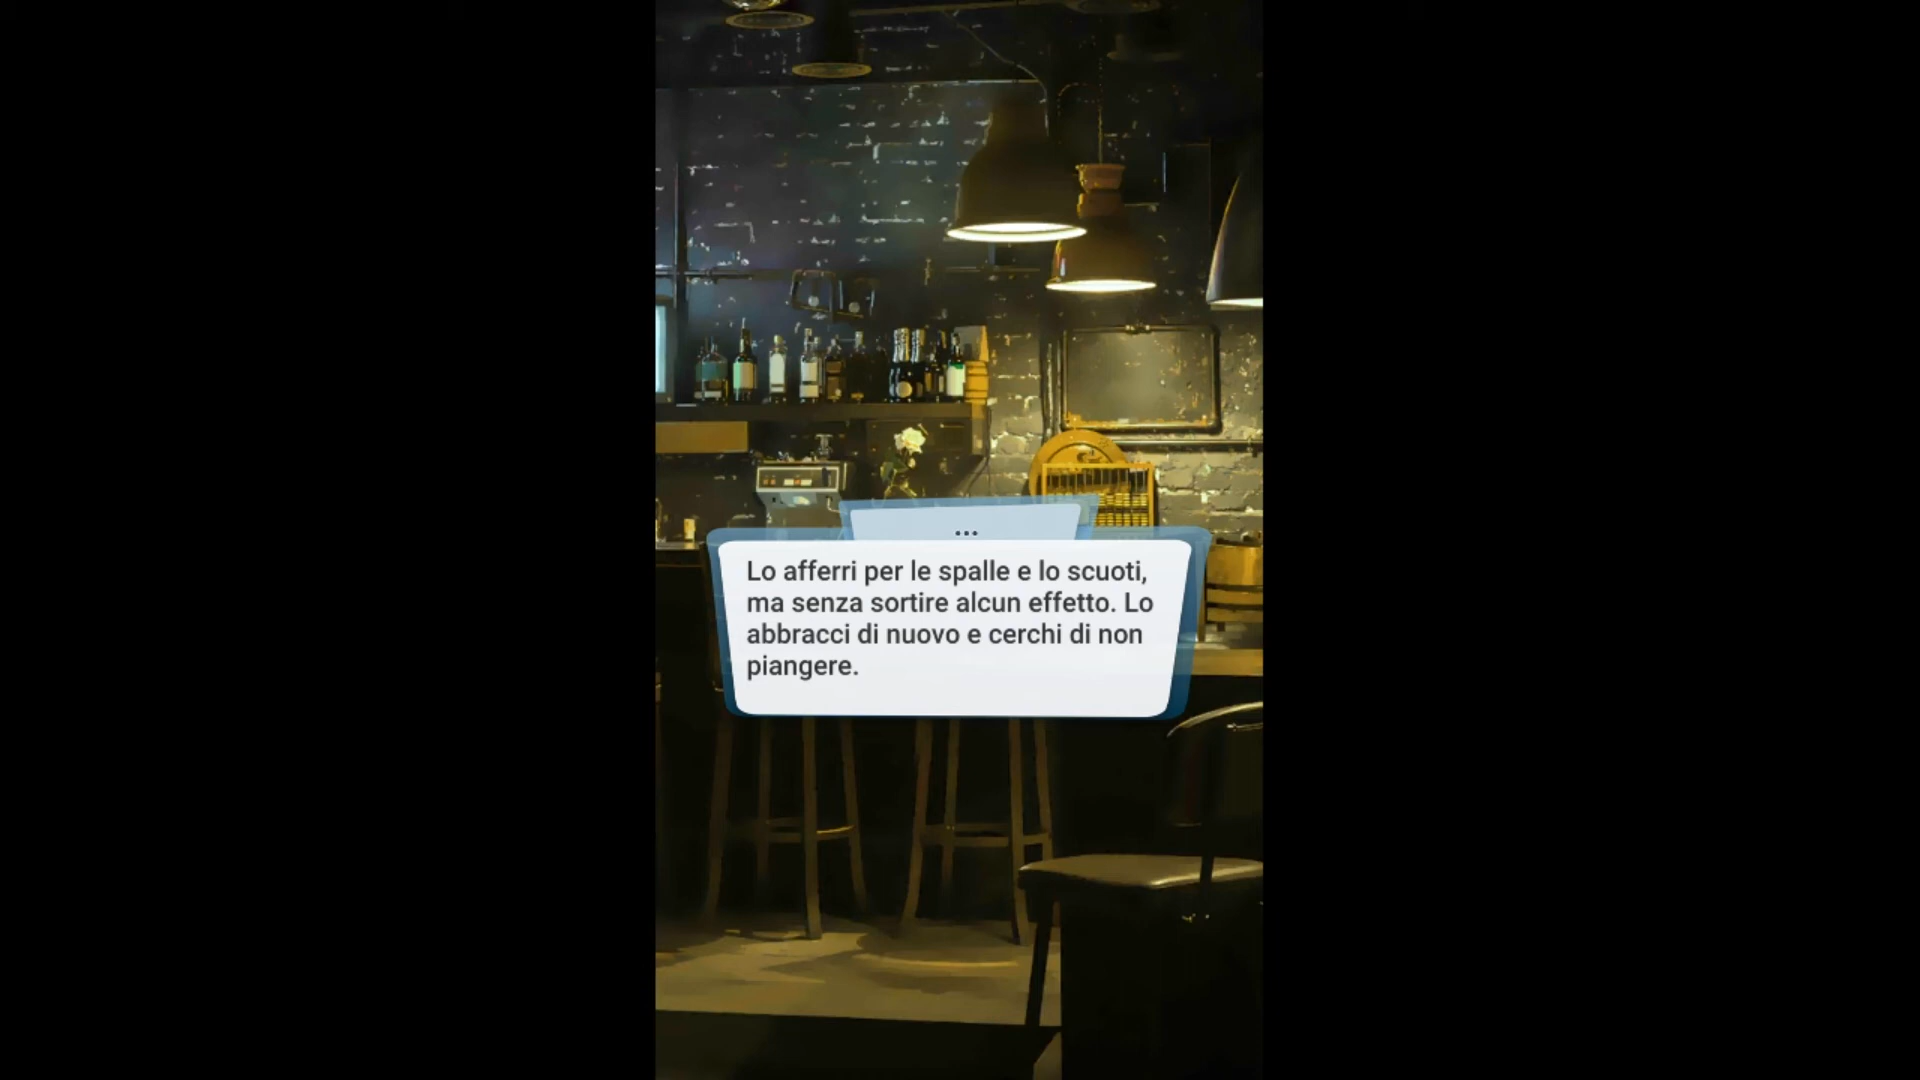 ...
Lo afferri per le spalle e lo scuoti,
ma senza sortire alcun effetto. Lo
abbracci di nuovo e cerchi di non
piangere.